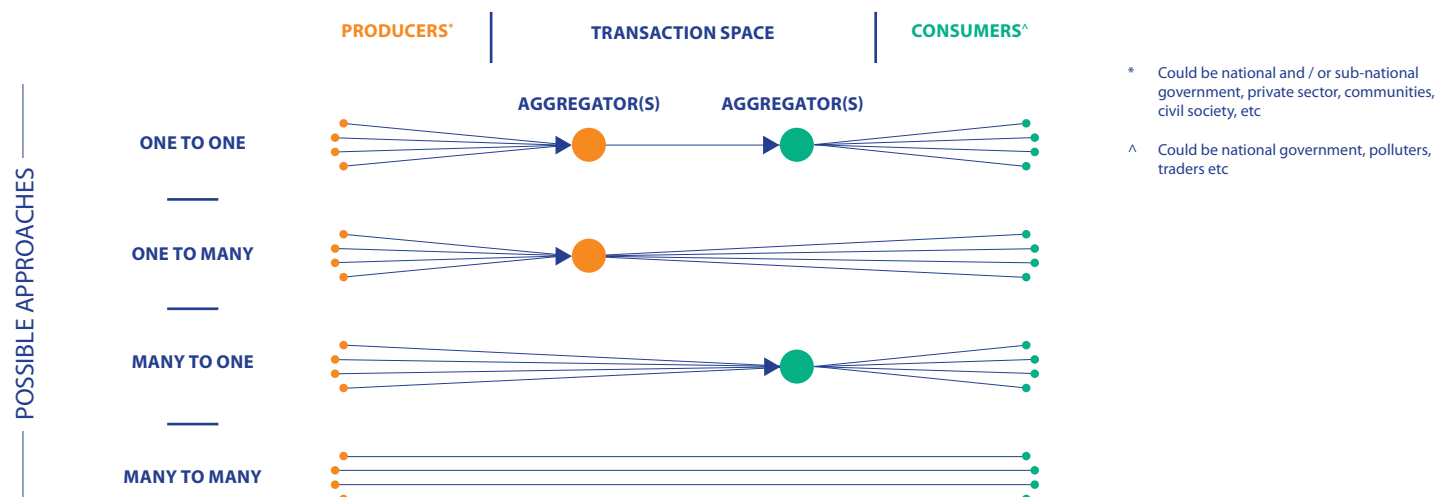 PRODUCERS*
TRANSACTION SPACE
CONSUMERS^
* Could be national and / or sub-national
government, private sector, communities,
civil society, etc
^ Could be national government, polluters,
traders etc
AGGREGATOR(S)
AGGREGATOR(S)
POSSIBLE APPROACHES
ONE TO ONE
ONE TO MANY
MANY TO ONE
MANY TO MANY